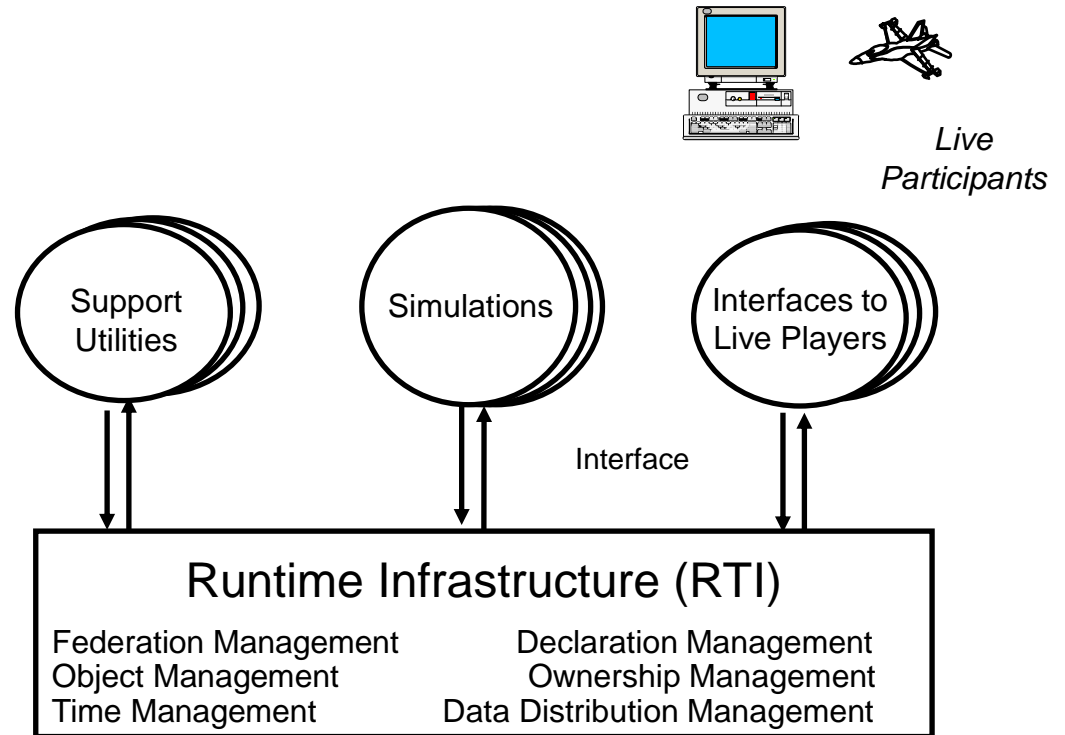 Live
Participants
Support
Utilities
Simulations
Interfaces to
Live Players
Interface
Runtime Infrastructure (RTI)
Federation Management Declaration Management
Object Management Ownership Management
Time Management Data Distribution Management